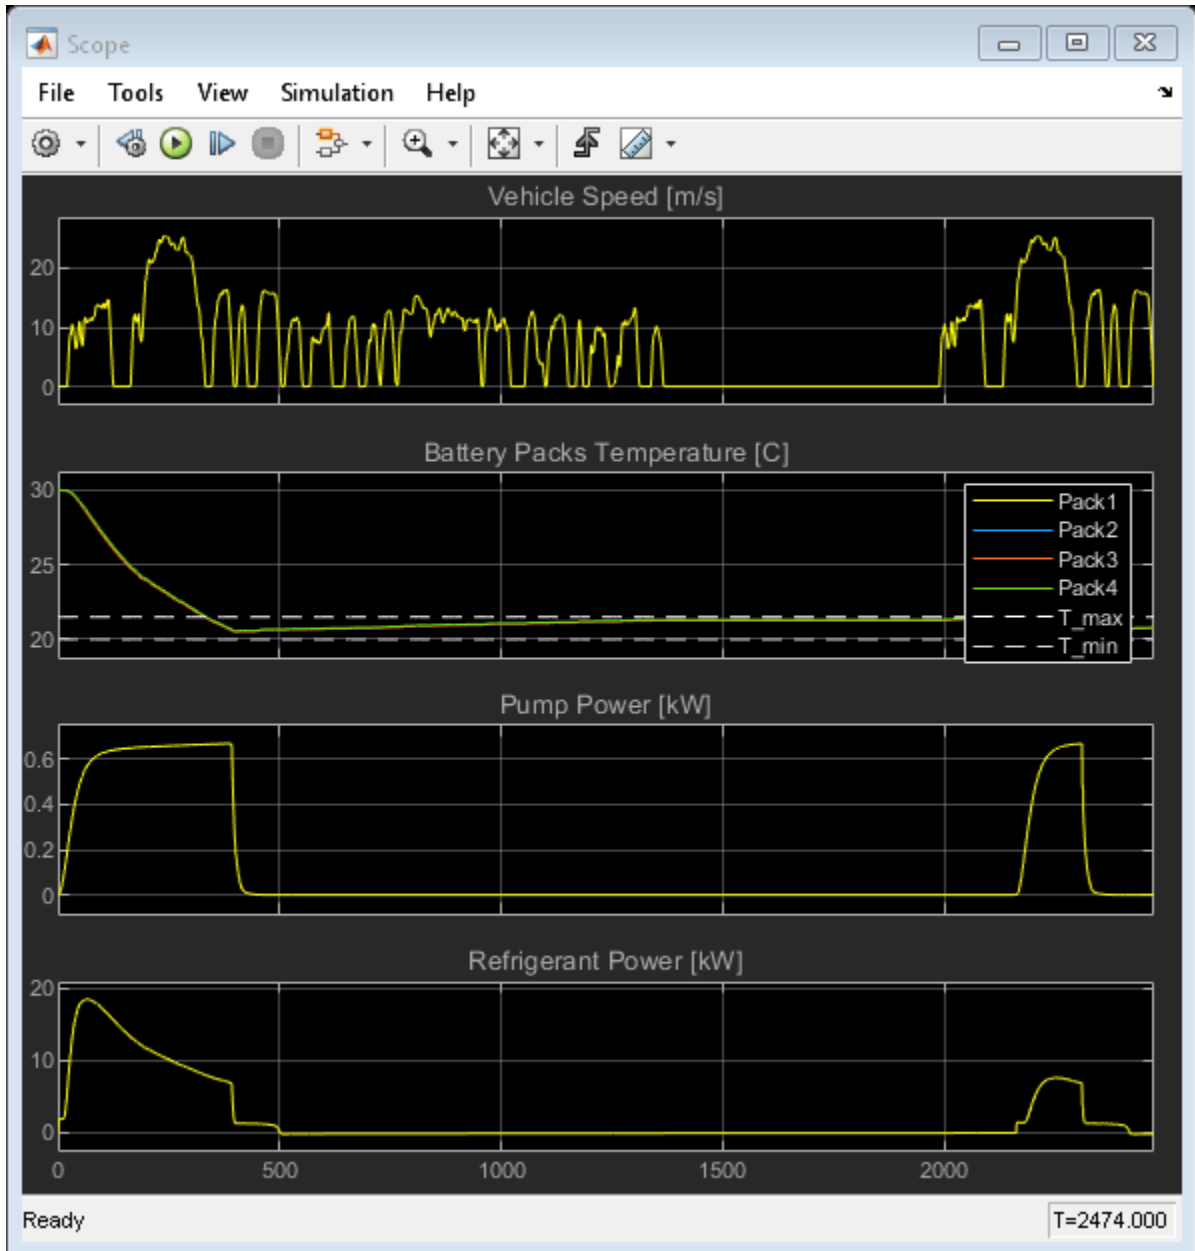 Scope
File Tools View Simulation Help
Vehicle Speed [m/s]
20
10
0
Battery Packs Temperature [C]
30
25
20
Pack1
Pack2
Pack3
Pack4
T_max
T_min
Pump Power [kW]
0.6
0.4
0.2
0
Refrigerant Power [kW]
20
10
0
0 500 1000 1500 2000
Ready T=2474.000